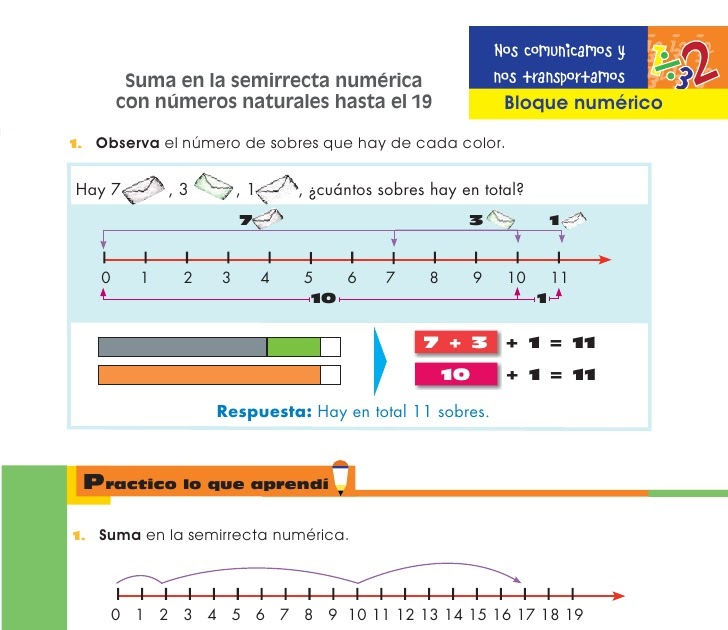 Nos comunicamos y
nos transportamos
÷ 3 2
Bloque numérico
Suma en la semirrecta numérica
con números naturales hasta el 19
1. Observa el número de sobres que hay de cada color.
Hay 7 , 3 , 1 , ¿cuántos sobres hay en total?
7 3 1
0 1 2 3 4 5 6 7 8 9 10 11
10 1
7 + 3 + 1 = 11
10 + 1 = 11
Respuesta: Hay en total 11 sobres.
Practico lo que aprendí
1. Suma en la semirrecta numérica.
0 1 2 3 4 5 6 7 8 9 10 11 12 13 14 15 16 17 18 19